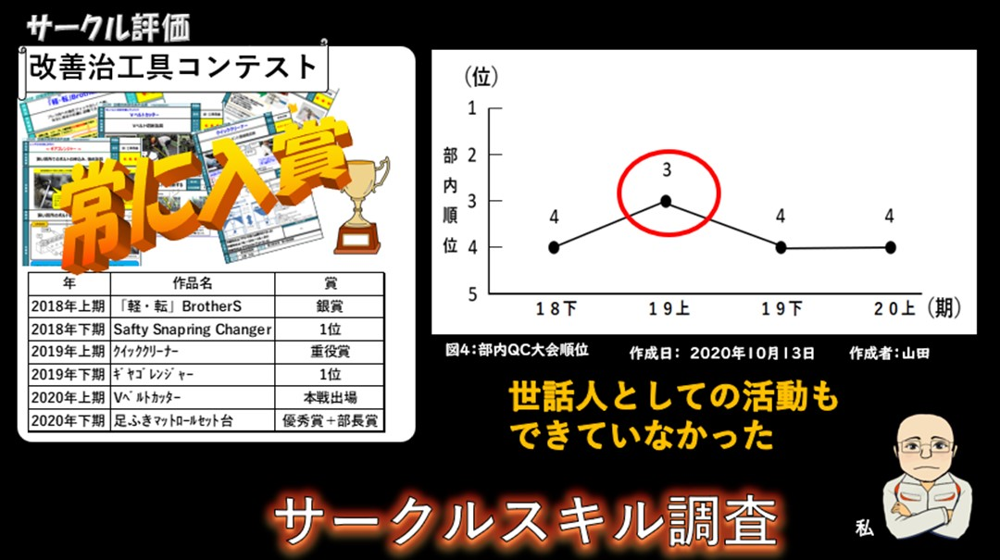 サークル評価
改善治工具コンテスト
常に入賞
年 作品名 賞
2018年上期 「軽・転」BrotherS 銀賞
2018年下期 Safty Snapring Changer 1位
2019年上期 ｸｲｯｸｸﾘｰﾅｰ 重役賞
2019年下期 ｷﾞﾔｺﾞﾚﾝｼﾞｬｰ 1位
2020年上期 Vﾍﾞﾙﾄｶｯﾀｰ 本戦出場
2020年下期 足ふきﾏｯﾄﾛｰﾙｾｯﾄ台 優秀賞＋部長賞
(位)
部内順位
1
2
3
4
5
4
3
4
4
18下 19上 19下 20上 (期)
図4：部内QC大会順位 作成日： 2020年10月13日 作成者：山田
世話人としての活動も
できていなかった
私
サークルスキル調査